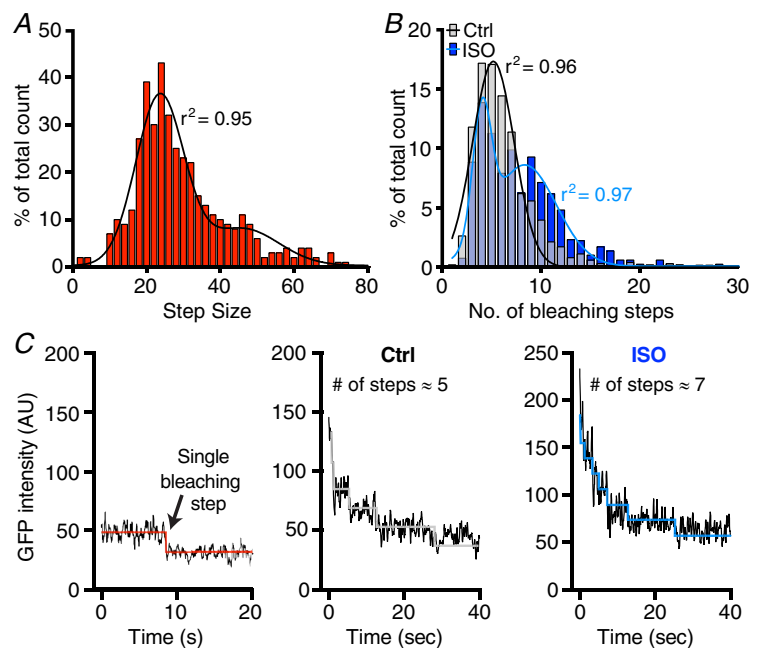 A
50
40
30
20
10
0
% of total count
r² = 0.95
0 20 40 60 80
Step Size
B
20
15
10
5
0
% of total count
Ctrl
ISO
r² = 0.96
r² = 0.97
0 10 20 30
No. of bleaching steps
C
200
150
100
50
0
GFP intensity (AU)
Single
bleaching
step
0 10 20
Time (s)
Ctrl
# of steps ≈ 5
200
150
100
50
0
0 20 40
Time (sec)
ISO
# of steps ≈ 7
250
200
150
100
50
0
0 20 40
Time (sec)